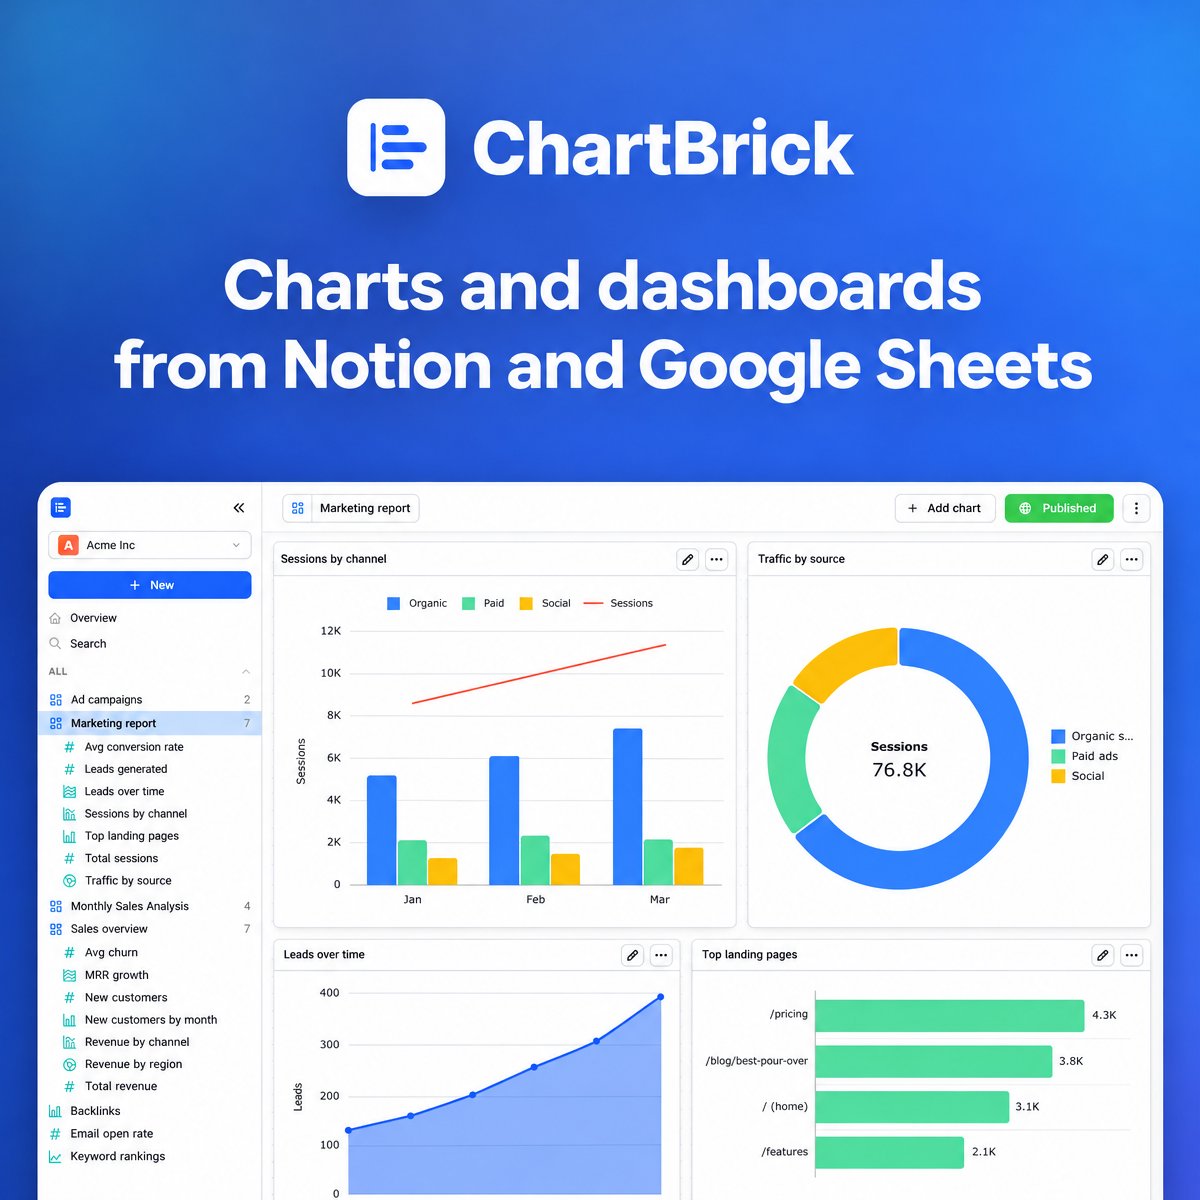 ChartBrick
Charts and dashboards
from Notion and Google Sheets
Acme Inc
New
Overview
Search
ALL
Ad campaigns 2
Marketing report 7
Avg conversion rate
Leads generated
Leads over time
Sessions by channel
Top landing pages
Total sessions
Traffic by source
Monthly Sales Analysis 4
Sales overview 7
Avg churn
MRR growth
New customers
New customers by month
Revenue by channel
Revenue by region
Total revenue
Backlinks
Email open rate
Keyword rankings
Marketing report
Add chart
Published
Sessions by channel
Organic Paid Social Sessions
12K
10K
8K
6K
4K
2K
0
Sessions
Jan Feb Mar
Traffic by source
Sessions
76.8K
Organic s...
Paid ads
Social
Leads over time
400
300
200
100
0
Leads
Top landing pages
/pricing 4.3K
/blog/best-pour-over 3.8K
/ (home) 3.1K
/features 2.1K